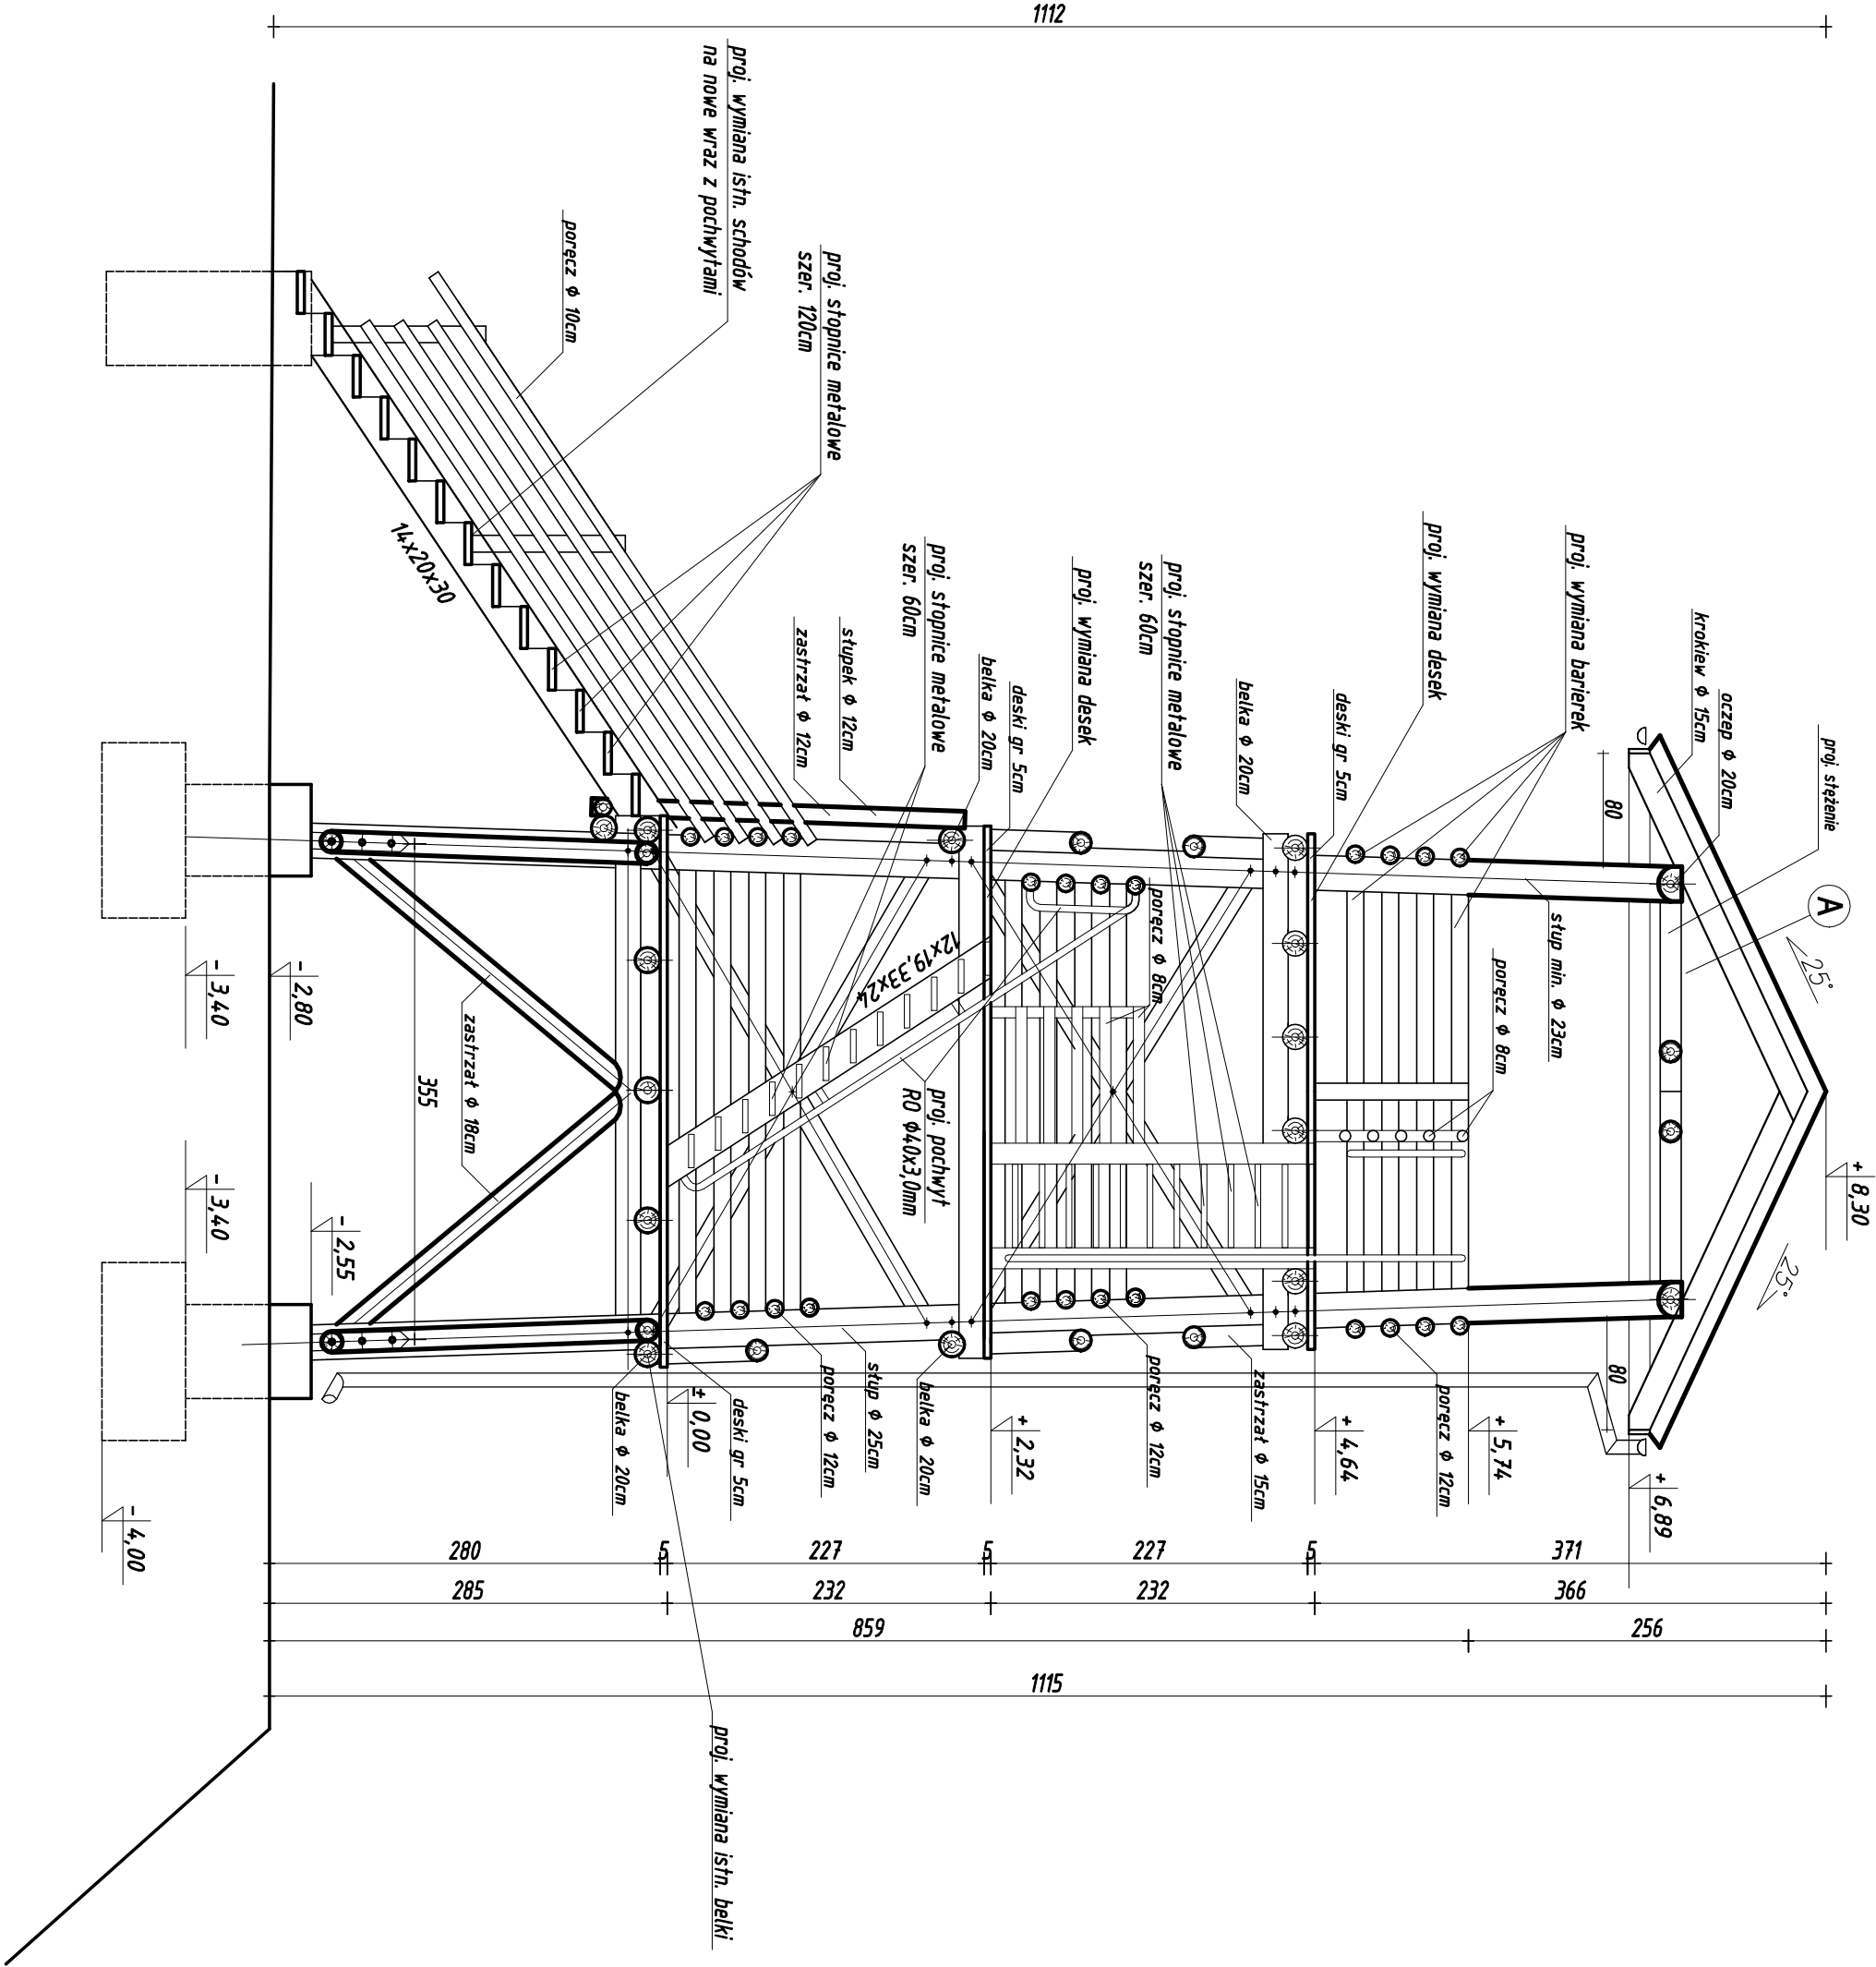 1112
proj. wymiana istn. schodów
na nowe wraz z pochwytami
poręcz ϕ 10cm
proj. stopnice metalowe
szer. 120cm
14x20x30
zastrzał ϕ 12cm
słupek ϕ 12cm
proj. stopnice metalowe
szer. 60cm
belka ϕ 20cm
deski gr 5cm
proj. wymiana desek
proj. stopnice metalowe
szer. 60cm
belka ϕ 20cm
deski gr 5cm
proj. wymiana desek
proj. wymiana barierek
krokiew ϕ 15cm
oczep ϕ 20cm
proj. stężenie
A
80
25°
25°
80
słup min. ϕ 23cm
poręcz ϕ 8cm
poręcz ϕ 8cm
12x19,33x24
proj. pochwyt
RO ϕ40x3,0mm
zastrzał ϕ 18cm
355
- 3,40
- 2,80
- 3,40
- 2,55
- 4,00
+ 8,30
+ 6,89
+ 5,74
+ 4,64
+ 2,32
± 0,00
belka ϕ 20cm
deski gr 5cm
poręcz ϕ 12cm
słup ϕ 25cm
belka ϕ 20cm
poręcz ϕ 12cm
zastrzał ϕ 15cm
poręcz ϕ 12cm
280
5
227
5
227
5
371
285
232
232
366
859
256
1115
proj. wymiana istn. belki